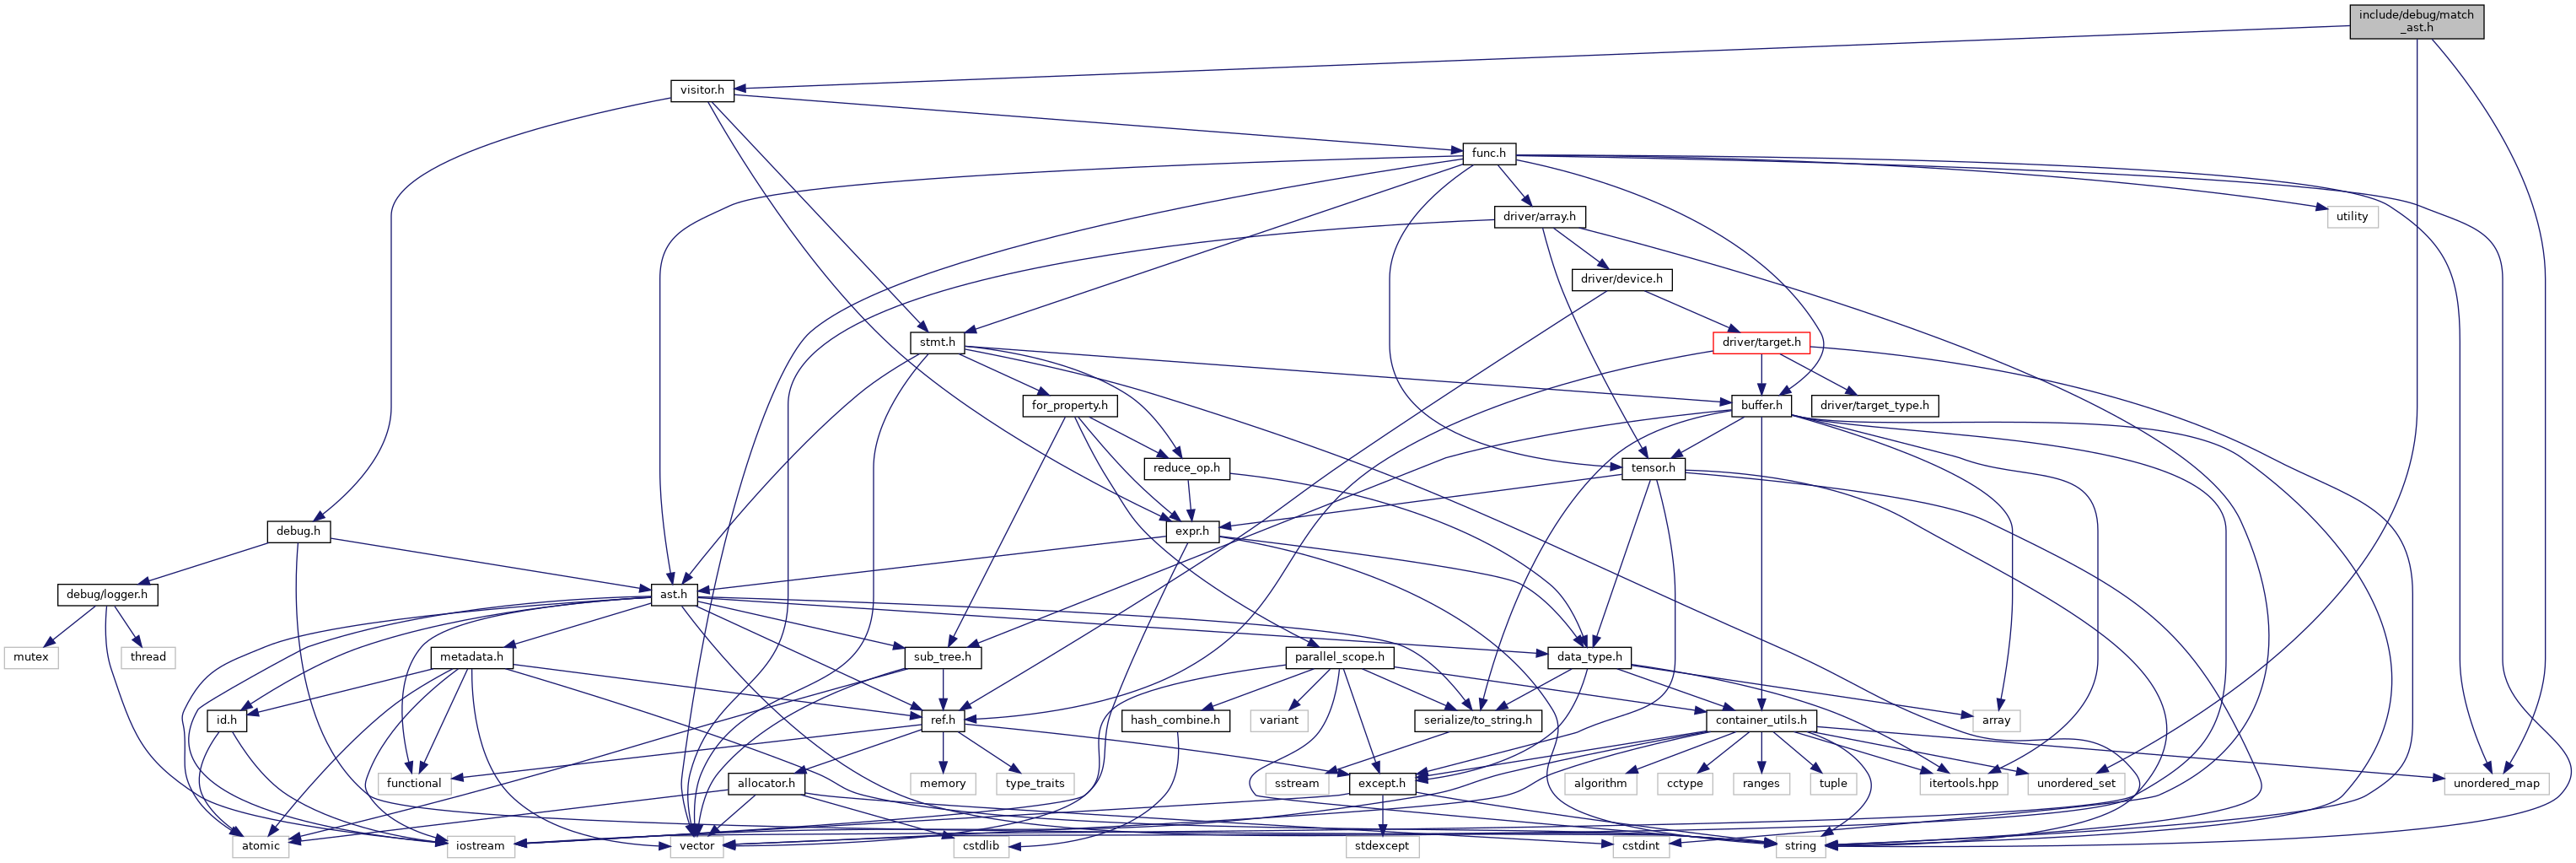 include/debug/match
_ast.h
visitor.h
func.h
driver/array.h
utility
driver/device.h
stmt.h
driver/target.h
for_property.h
buffer.h
driver/target_type.h
reduce_op.h
tensor.h
debug.h
expr.h
debug/logger.h
ast.h
mutex
thread
metadata.h
sub_tree.h
parallel_scope.h
data_type.h
id.h
ref.h
hash_combine.h
variant
serialize/to_string.h
container_utils.h
array
functional
allocator.h
memory
type_traits
sstream
except.h
algorithm
cctype
ranges
tuple
itertools.hpp
unordered_set
unordered_map
atomic
iostream
vector
cstdlib
stdexcept
cstdint
string